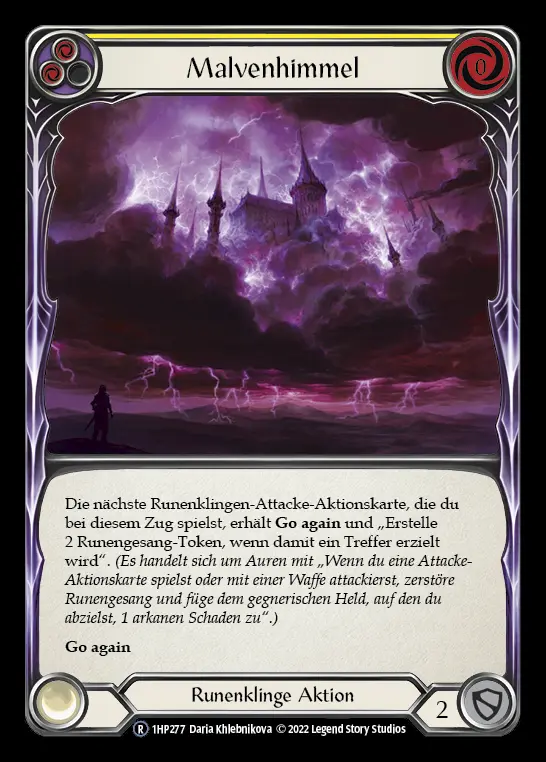 Malvenhimmel
0
Die nächste Runenklingen-Attacke-Aktionskarte, die du
bei diesem Zug spielst, erhält Go again und „Erstelle
2 Runengesang-Token, wenn damit ein Treffer erzielt
wird“. (Es handelt sich um Auren mit „Wenn du eine Attacke-
Aktionskarte spielst oder mit einer Waffe attackierst, zerstöre
Runengesang und füge dem gegnerischen Held, auf den du
abzielst, 1 arkanen Schaden zu“.)
Go again
Runenklinge Aktion
2
R 1HP277 Daria Khlebnikova © 2022 Legend Story Studios